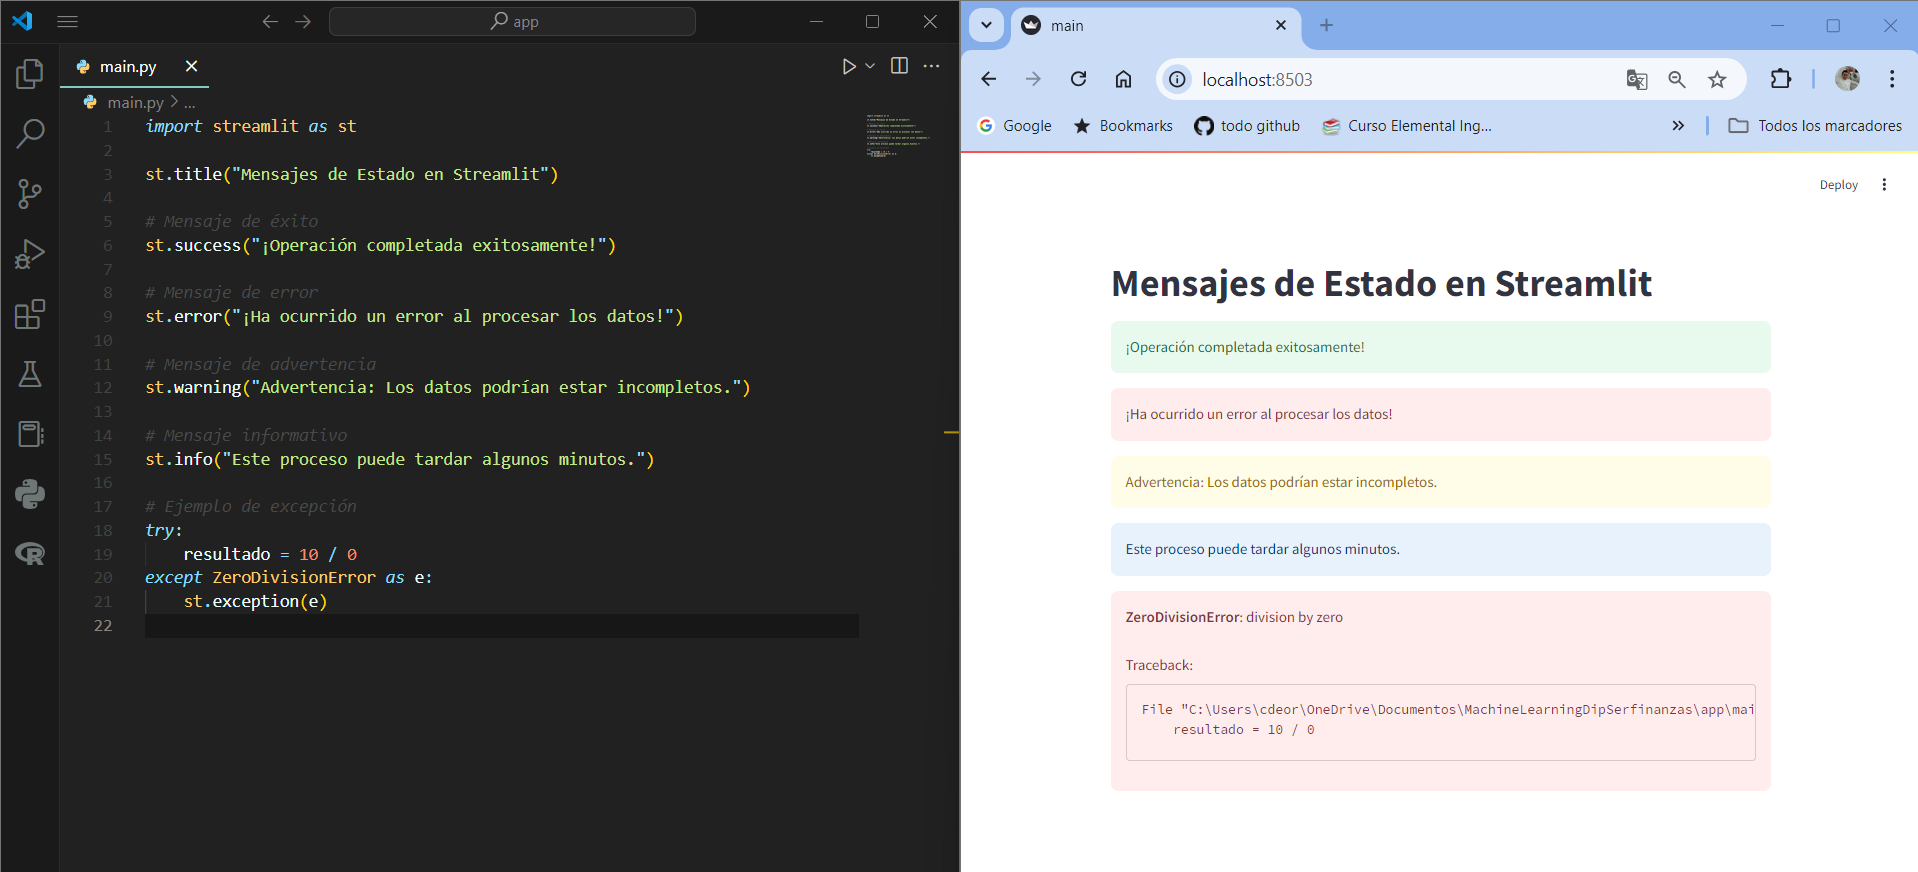 app
main.py
main.py > ...
1 import streamlit as st
2
3 st.title("Mensajes de Estado en Streamlit")
4
5 # Mensaje de éxito
6 st.success("¡Operación completada exitosamente!")
7
8 # Mensaje de error
9 st.error("¡Ha ocurrido un error al procesar los datos!")
10
11 # Mensaje de advertencia
12 st.warning("Advertencia: Los datos podrían estar incompletos.")
13
14 # Mensaje informativo
15 st.info("Este proceso puede tardar algunos minutos.")
16
17 # Ejemplo de excepción
18 try:
19     resultado = 10 / 0
20 except ZeroDivisionError as e:
21     st.exception(e)
22
main
localhost:8503
Google Bookmarks todo github Curso Elemental Ing... » Todos los marcadores
Deploy
Mensajes de Estado en Streamlit
¡Operación completada exitosamente!
¡Ha ocurrido un error al procesar los datos!
Advertencia: Los datos podrían estar incompletos.
Este proceso puede tardar algunos minutos.
ZeroDivisionError: division by zero
Traceback:
File "C:\Users\cdeor\OneDrive\Documentos\MachineLearningDipSerfinanzas\app\mai
    resultado = 10 / 0